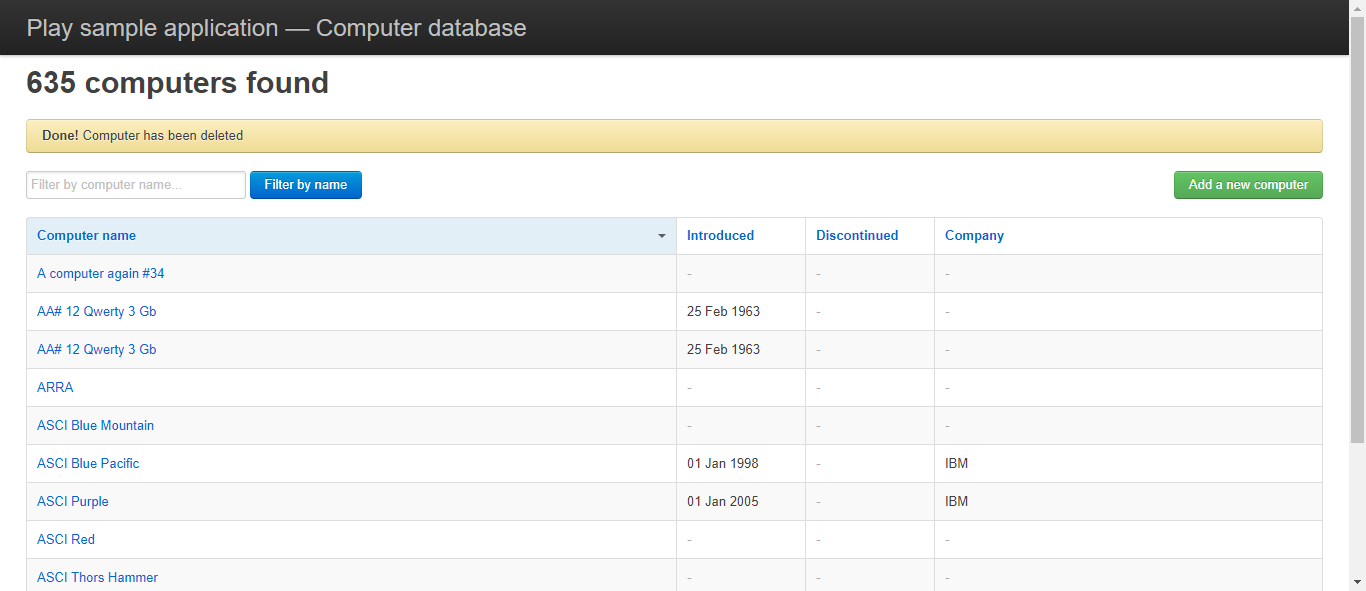 Play sample application — Computer database
635 computers found
Done! Computer has been deleted
Filter by computer name... Filter by name Add a new computer
Computer name Introduced Discontinued Company
A computer again #34 - - -
AA# 12 Qwerty 3 Gb 25 Feb 1963 - -
AA# 12 Qwerty 3 Gb 25 Feb 1963 - -
ARRA - - -
ASCI Blue Mountain - - -
ASCI Blue Pacific 01 Jan 1998 - IBM
ASCI Purple 01 Jan 2005 - IBM
ASCI Red - - -
ASCI Thors Hammer - - -